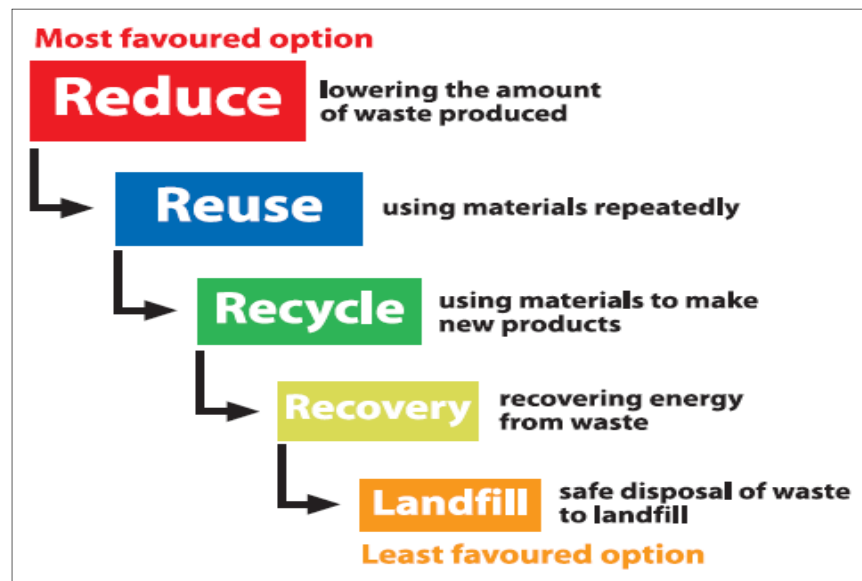 Most favoured option
Reduce
lowering the amount
of waste produced
Reuse
using materials repeatedly
Recycle
using materials to make
new products
Recovery
recovering energy
from waste
Landfill
safe disposal of waste
to landfill
Least favoured option